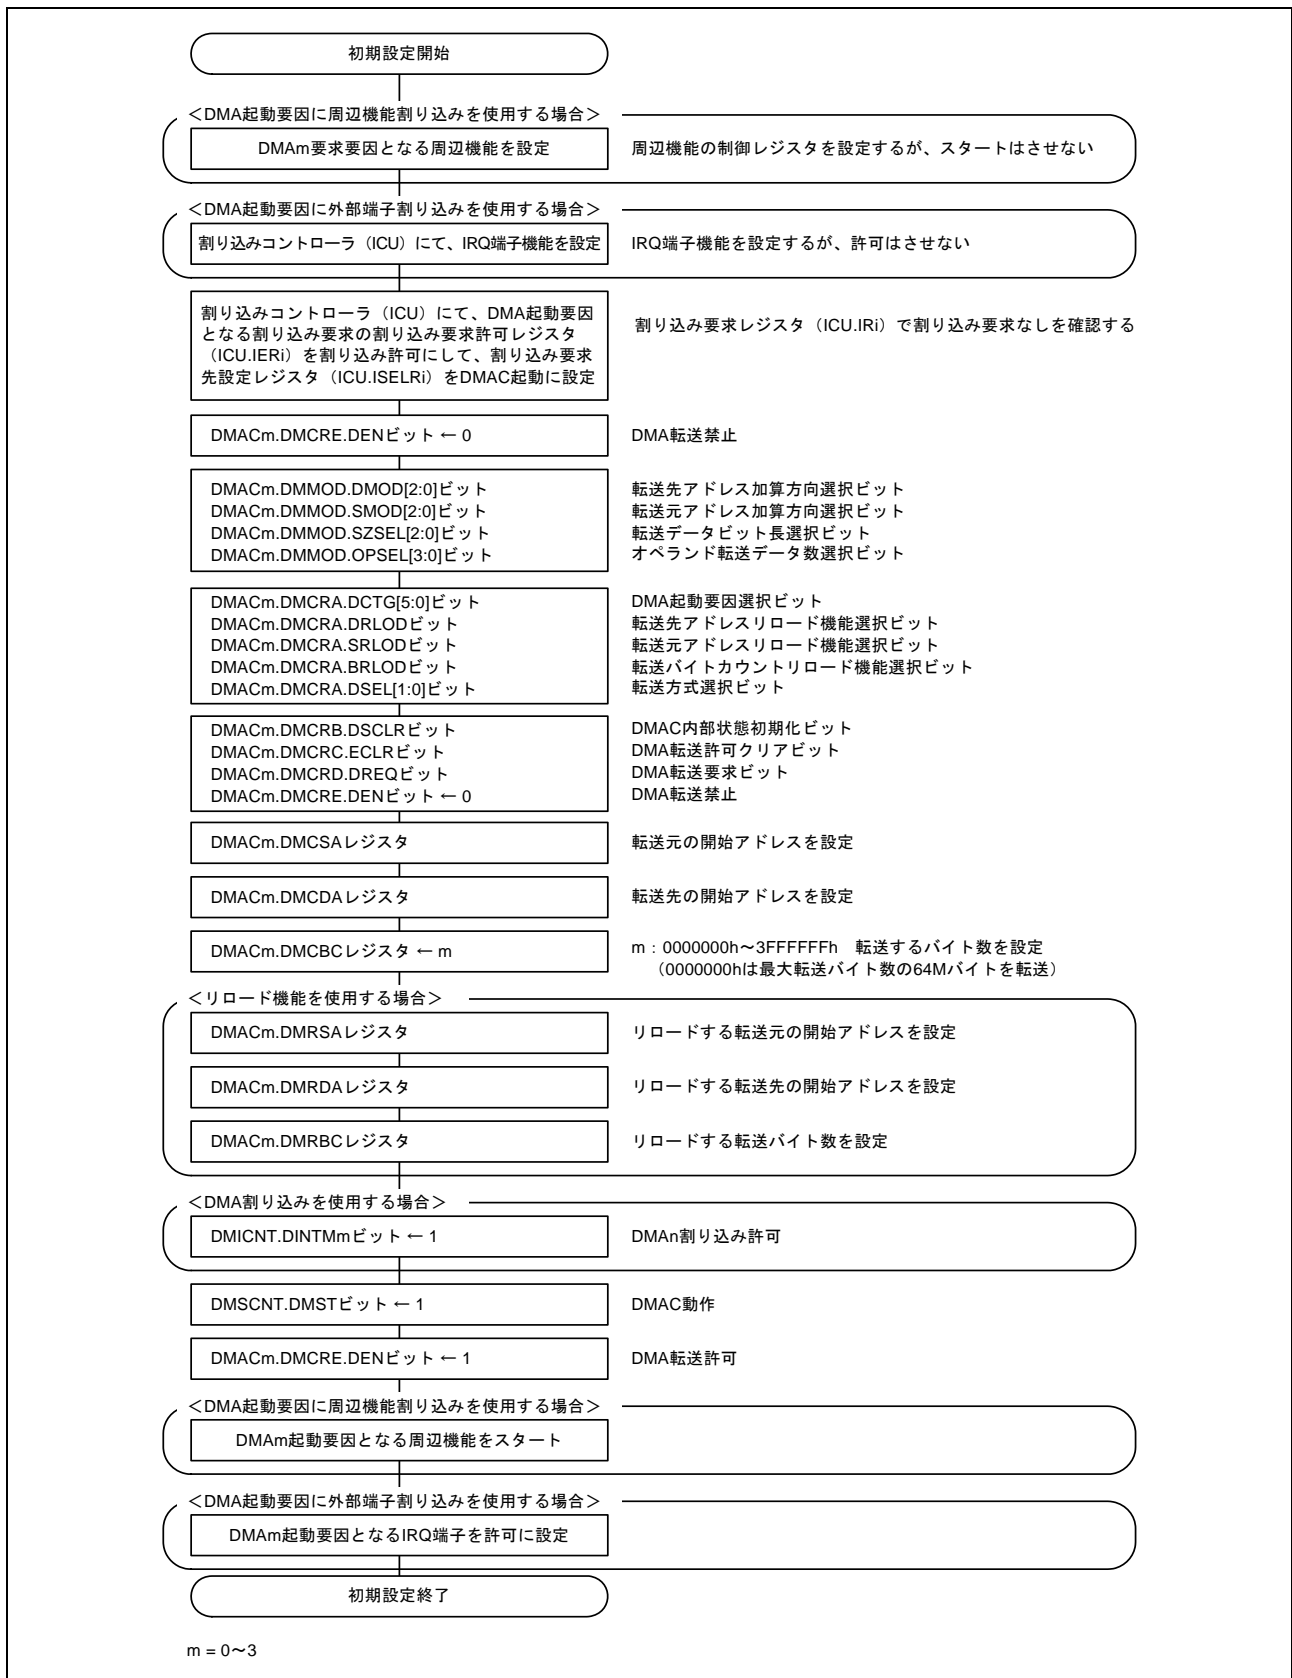 初期設定開始
＜DMA起動要因に周辺機能割り込みを使用する場合＞
DMAm要求要因となる周辺機能を設定
周辺機能の制御レジスタを設定するが、スタートはさせない
＜DMA起動要因に外部端子割り込みを使用する場合＞
割り込みコントローラ（ICU）にて、IRQ端子機能を設定
IRQ端子機能を設定するが、許可はさせない
割り込みコントローラ（ICU）にて、DMA起動要因
となる割り込み要求の割り込み要求許可レジスタ
（ICU.IERi）を割り込み許可にして、割り込み要求
先設定レジスタ（ICU.ISELRi）をDMAC起動に設定
割り込み要求レジスタ（ICU.IRi）で割り込み要求なしを確認する
DMACm.DMCRE.DENビット ← 0
DMA転送禁止
DMACm.DMMOD.DMOD[2:0]ビット
転送先アドレス加算方向選択ビット
DMACm.DMMOD.SMOD[2:0]ビット
転送元アドレス加算方向選択ビット
DMACm.DMMOD.SZSEL[2:0]ビット
転送データビット長選択ビット
DMACm.DMMOD.OPSEL[3:0]ビット
オペランド転送データ数選択ビット
DMACm.DMCRA.DCTG[5:0]ビット
DMA起動要因選択ビット
DMACm.DMCRA.DRLODビット
転送先アドレスリロード機能選択ビット
DMACm.DMCRA.SRLODビット
転送元アドレスリロード機能選択ビット
DMACm.DMCRA.BRLODビット
転送バイトカウントリロード機能選択ビット
DMACm.DMCRA.DSEL[1:0]ビット
転送方式選択ビット
DMACm.DMCRB.DSCLRビット
DMAC内部状態初期化ビット
DMACm.DMCRC.ECLRビット
DMA転送許可クリアビット
DMACm.DMCRD.DREQビット
DMA転送要求ビット
DMACm.DMCRE.DENビット ← 0
DMA転送禁止
DMACm.DMCSAレジスタ
転送元の開始アドレスを設定
DMACm.DMCDAレジスタ
転送先の開始アドレスを設定
DMACm.DMCBCレジスタ ← m
m：0000000h～3FFFFFFh　転送するバイト数を設定
（0000000hは最大転送バイト数の64Mバイトを転送）
＜リロード機能を使用する場合＞
DMACm.DMRSAレジスタ
リロードする転送元の開始アドレスを設定
DMACm.DMRDAレジスタ
リロードする転送先の開始アドレスを設定
DMACm.DMRBCレジスタ
リロードする転送バイト数を設定
＜DMA割り込みを使用する場合＞
DMICNT.DINTMmビット ← 1
DMAn割り込み許可
DMSCNT.DMSTビット ← 1
DMAC動作
DMACm.DMCRE.DENビット ← 1
DMA転送許可
＜DMA起動要因に周辺機能割り込みを使用する場合＞
DMAm起動要因となる周辺機能をスタート
＜DMA起動要因に外部端子割り込みを使用する場合＞
DMAm起動要因となるIRQ端子を許可に設定
初期設定終了
m = 0～3